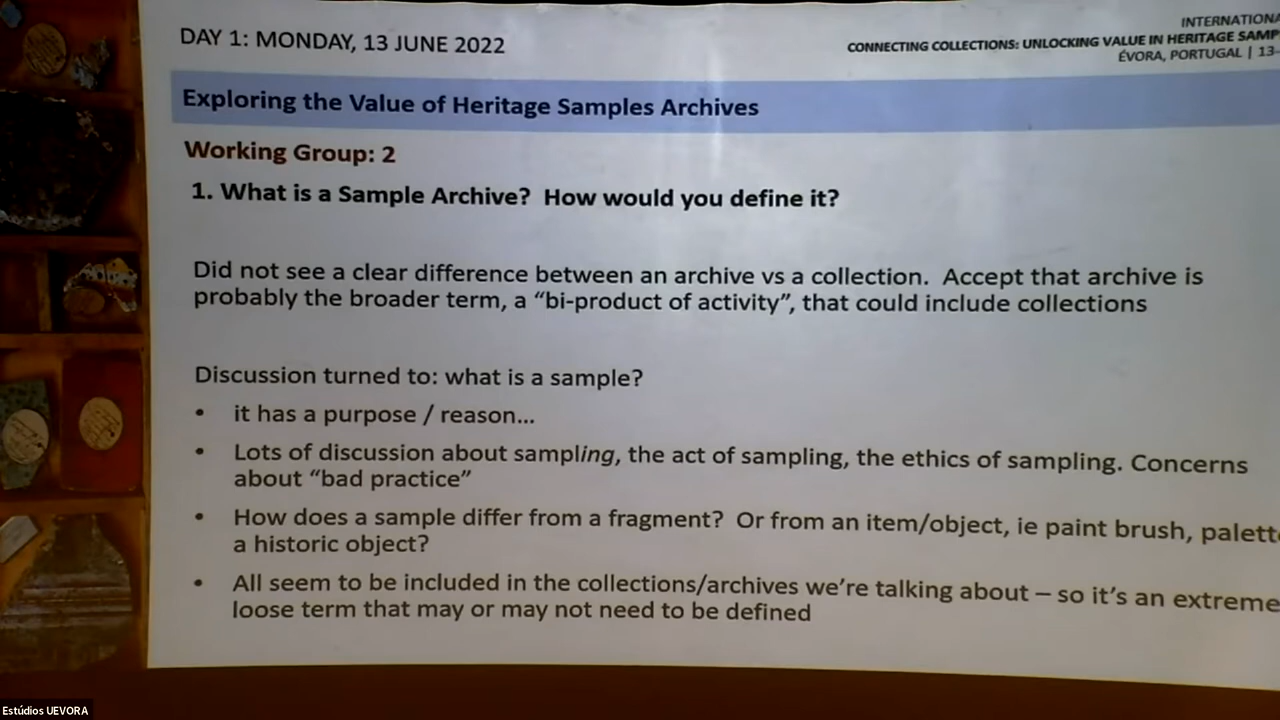 DAY 1: MONDAY, 13 JUNE 2022
INTERNATIONA
CONNECTING COLLECTIONS: UNLOCKING VALUE IN HERITAGE SAMP
ÉVORA, PORTUGAL | 13-
Exploring the Value of Heritage Samples Archives
Working Group: 2
1. What is a Sample Archive? How would you define it?
Did not see a clear difference between an archive vs a collection. Accept that archive is
probably the broader term, a “bi-product of activity”, that could include collections
Discussion turned to: what is a sample?
• it has a purpose / reason...
• Lots of discussion about sampling, the act of sampling, the ethics of sampling. Concerns
about “bad practice”
• How does a sample differ from a fragment? Or from an item/object, ie paint brush, palette
a historic object?
• All seem to be included in the collections/archives we’re talking about – so it’s an extreme
loose term that may or may not need to be defined
Estúdios UEVORA